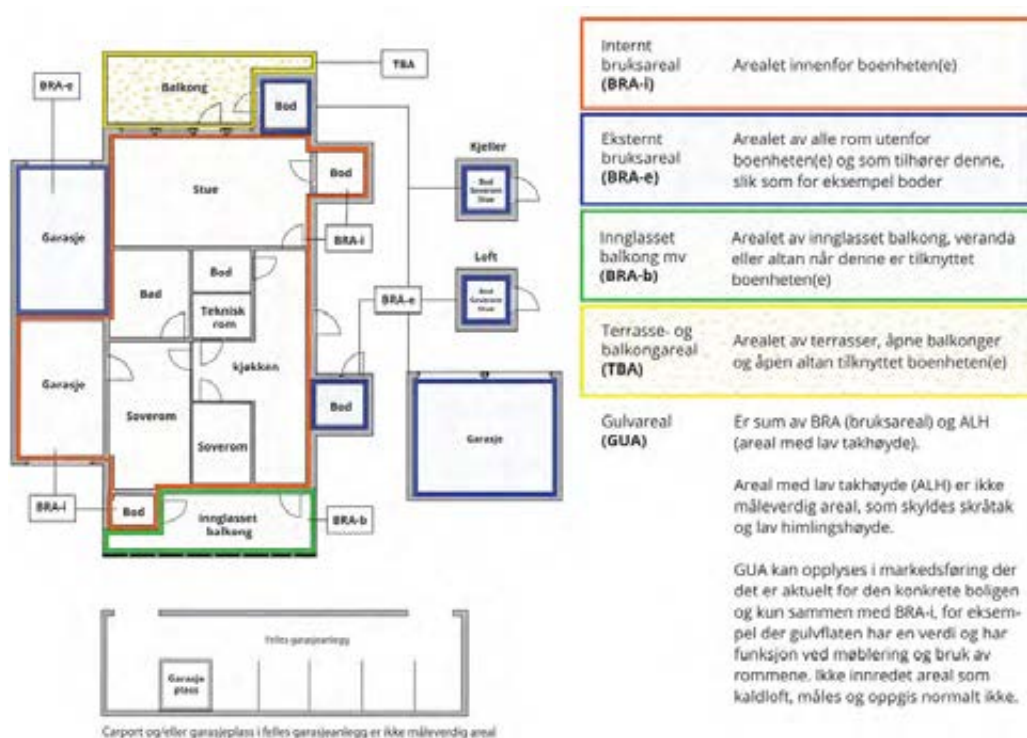 TBA
BRA-e
Balkong
Bod
Kjeller
Bod
Soverom
Stue
Stue
Bod
Garasje
BRA-i
Loft
Bod
Soverom
Stue
Bad
Bod
Teknisk
rom
BRA-e
Garasje
kjøkken
Soverom
Bod
Soverom
Garasje
BRA-i
Bod
innglasset
balkong
BRA-b
Felles garasjeanlegg
Garasje
plass
Carport og/eller garasjeplass i felles garasjeanlegg er ikke måleverdig areal
Internt
bruksareal
(BRA-i)
Arealet innenfor boenheten(e)
Eksternt
bruksareal
(BRA-e)
Arealet av alle rom utenfor
boenheten(e) og som tilhører denne,
slik som for eksempel boder
Innglasset
balkong mv
(BRA-b)
Arealet av innglasset balkong, veranda
eller altan når denne er tilknyttet
boenheten(e)
Terrasse- og
balkongareal
(TBA)
Arealet av terrasser, åpne balkonger
og åpen altan tilknyttet boenheten(e)
Gulvareal
(GUA)
Er sum av BRA (bruksareal) og ALH
(areal med lav takhøyde).
Areal med lav takhøyde (ALH) er ikke
måleverdig areal, som skyldes skråtak
og lav himlingshøyde.
GUA kan opplyses i markedsføring der
det er aktuelt for den konkrete boligen
og kun sammen med BRA-i, for eksem-
pel der gulvflaten har en verdi og har
funksjon ved møblering og bruk av
rommene. Ikke innredet areal som
kaldloft, måles og oppgis normalt ikke.